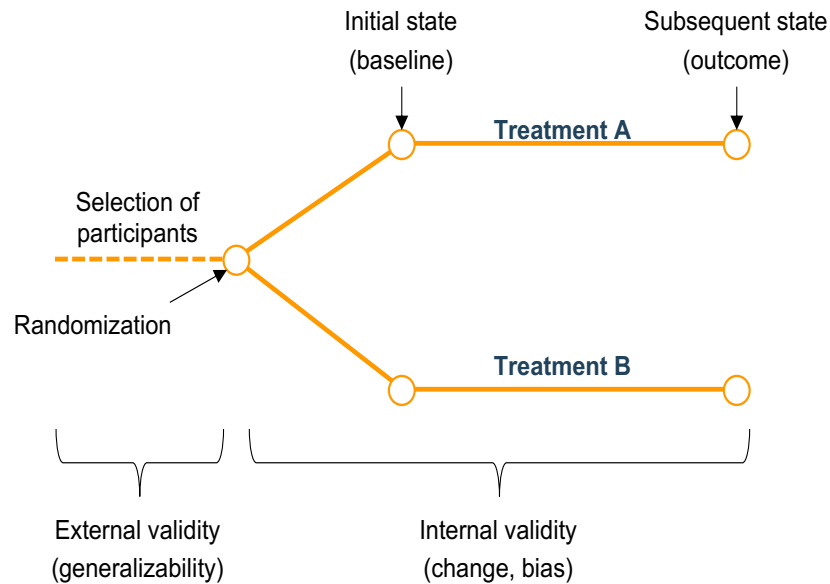 Initial state
(baseline)
Subsequent state
(outcome)
Treatment A
Selection of
participants
Randomization
Treatment B
External validity
(generalizability)
Internal validity
(change, bias)